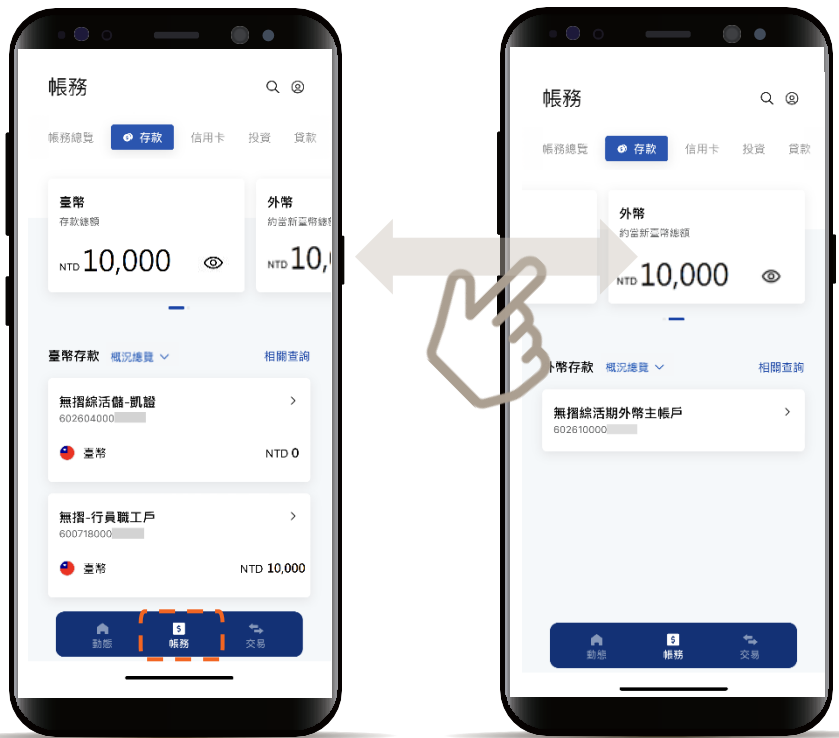 帳務
帳務總覽 存款 信用卡 投資 貸款
臺幣
存款總額
NTD 10,000
外幣
約當新臺幣總
NTD 10,
臺幣存款 概況總覽 相關查詢
無摺綜活儲-凱證
602604000
臺幣 NTD 0
無摺-行員職工戶
600718000
臺幣 NTD 10,000
動態 帳務 交易
帳務
帳務總覽 存款 信用卡 投資 貸款
外幣
約當新臺幣總額
NTD 10,000
幣存款 概況總覽 相關查詢
無摺綜活期外幣主帳戶
602610000
動態 帳務 交易